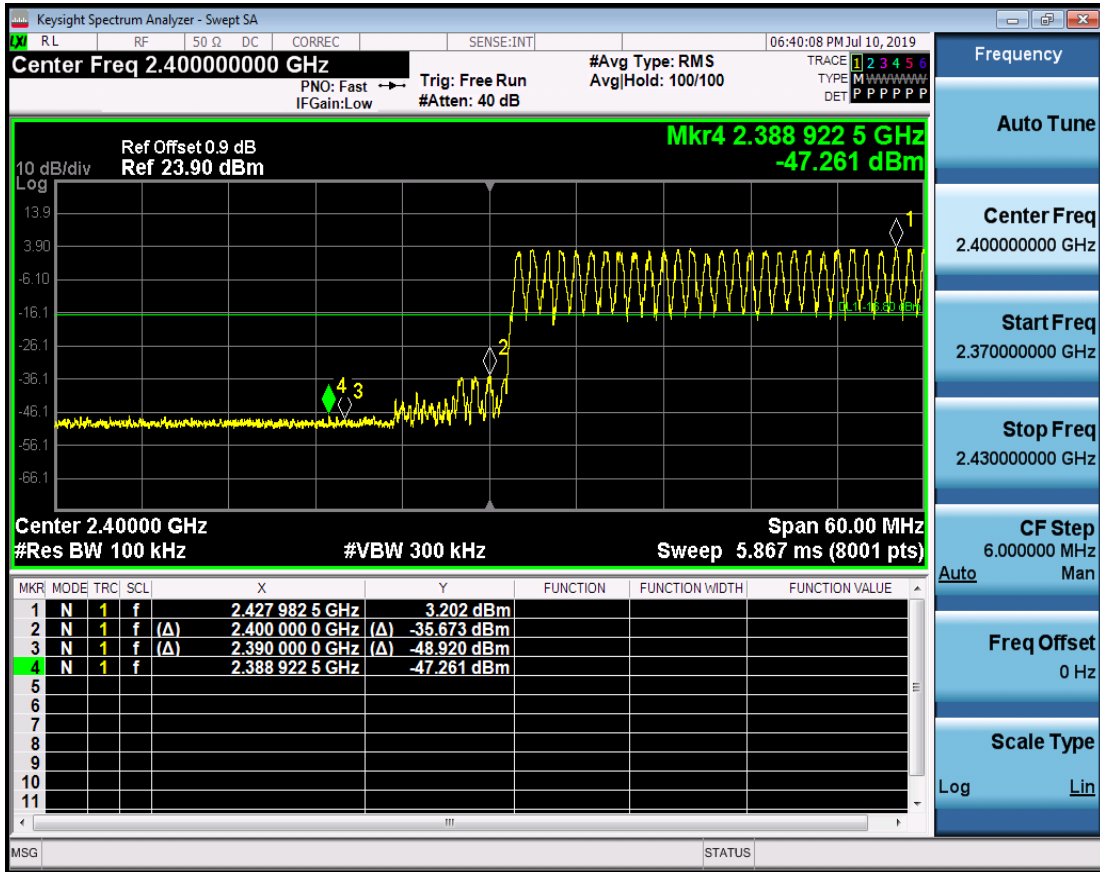 Keysight Spectrum Analyzer - Swept SA
LXI RL RF 50 Ω DC CORREC SENSE:INT 06:40:08 PM Jul 10, 2019
Center Freq 2.400000000 GHz
PNO: Fast
IFGain:Low
Trig: Free Run
#Atten: 40 dB
#Avg Type: RMS
Avg|Hold: 100/100
TRACE 1 2 3 4 5 6
TYPE M W W W W W
DET P P P P P P
Mkr4 2.388 922 5 GHz
-47.261 dBm
Ref Offset 0.9 dB
10 dB/div Ref 23.90 dBm
Log
13.9
3.90
-6.10
-16.1
-26.1
-36.1
-46.1
-56.1
-66.1
1
2
4 3
DL1 -16.80 dBm
Center 2.40000 GHz Span 60.00 MHz
#Res BW 100 kHz #VBW 300 kHz Sweep 5.867 ms (8001 pts)
MKR MODE TRC SCL X Y FUNCTION FUNCTION WIDTH FUNCTION VALUE
1 N 1 f 2.427 982 5 GHz 3.202 dBm
2 N 1 f (Δ) 2.400 000 0 GHz (Δ) -35.673 dBm
3 N 1 f (Δ) 2.390 000 0 GHz (Δ) -48.920 dBm
4 N 1 f 2.388 922 5 GHz -47.261 dBm
5
6
7
8
9
10
11
MSG STATUS
Frequency
Auto Tune
Center Freq
2.400000000 GHz
Start Freq
2.370000000 GHz
Stop Freq
2.430000000 GHz
CF Step
6.000000 MHz
Auto Man
Freq Offset
0 Hz
Scale Type
Log Lin